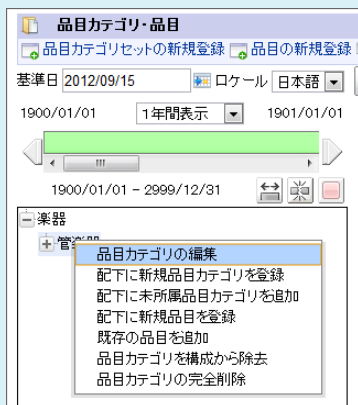 品目カテゴリ・品目
品目カテゴリセットの新規登録 品目の新規登録
基準日 2012/09/15 ロケール 日本語
1900/01/01 1年間表示 1901/01/01
1900/01/01 - 2999/12/31
楽器
管楽器
品目カテゴリの編集
配下に新規品目カテゴリを登録
配下に未所属品目カテゴリを追加
配下に新規品目を登録
既存の品目を追加
品目カテゴリを構成から除去
品目カテゴリの完全削除